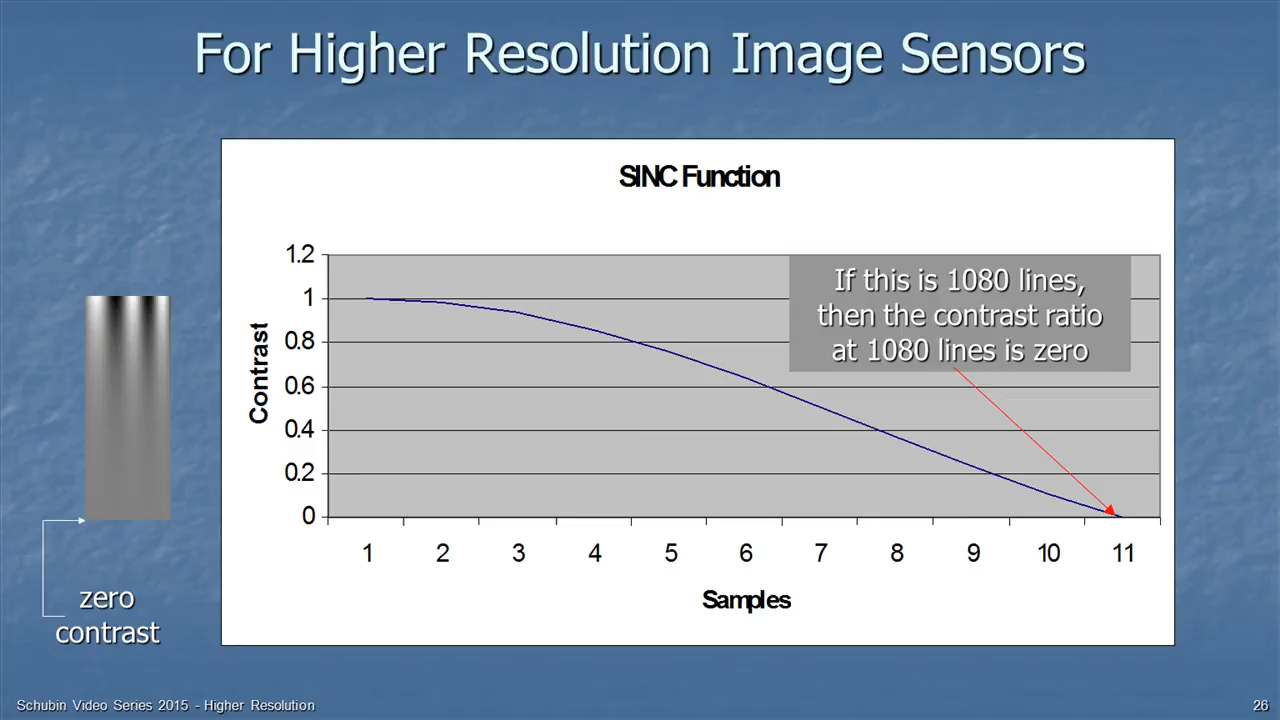 For Higher Resolution Image Sensors
SINC Function
1.2
1
0.8
0.6
0.4
0.2
0
Contrast
If this is 1080 lines,
then the contrast ratio
at 1080 lines is zero
1 2 3 4 5 6 7 8 9 10 11
Samples
zero
contrast
Schubin Video Series 2015 - Higher Resolution
26